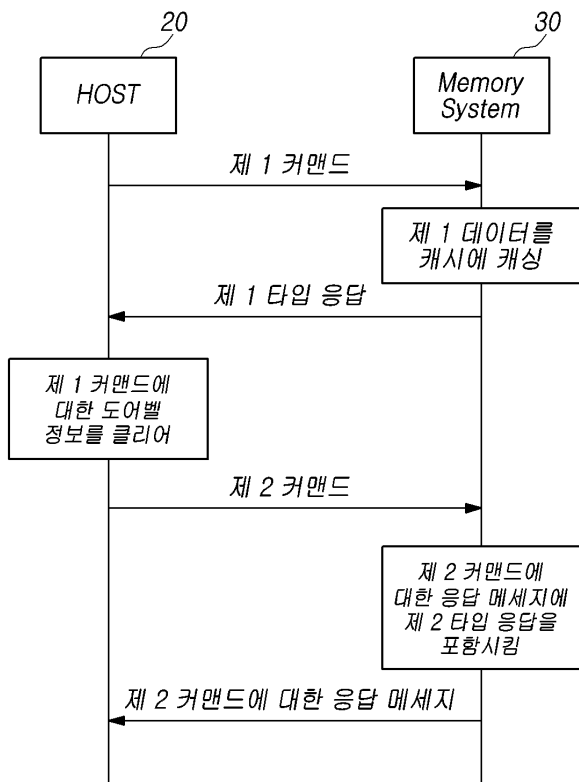 20
30
HOST
Memory
System
제 1 커맨드
제 1 데이터를
캐시에 캐싱
제 1 타입 응답
제 1 커맨드에
대한 도어벨
정보를 클리어
제 2 커맨드
제 2 커맨드에
대한 응답 메세지에
제 2 타입 응답을
포함시킴
제 2 커맨드에 대한 응답 메세지